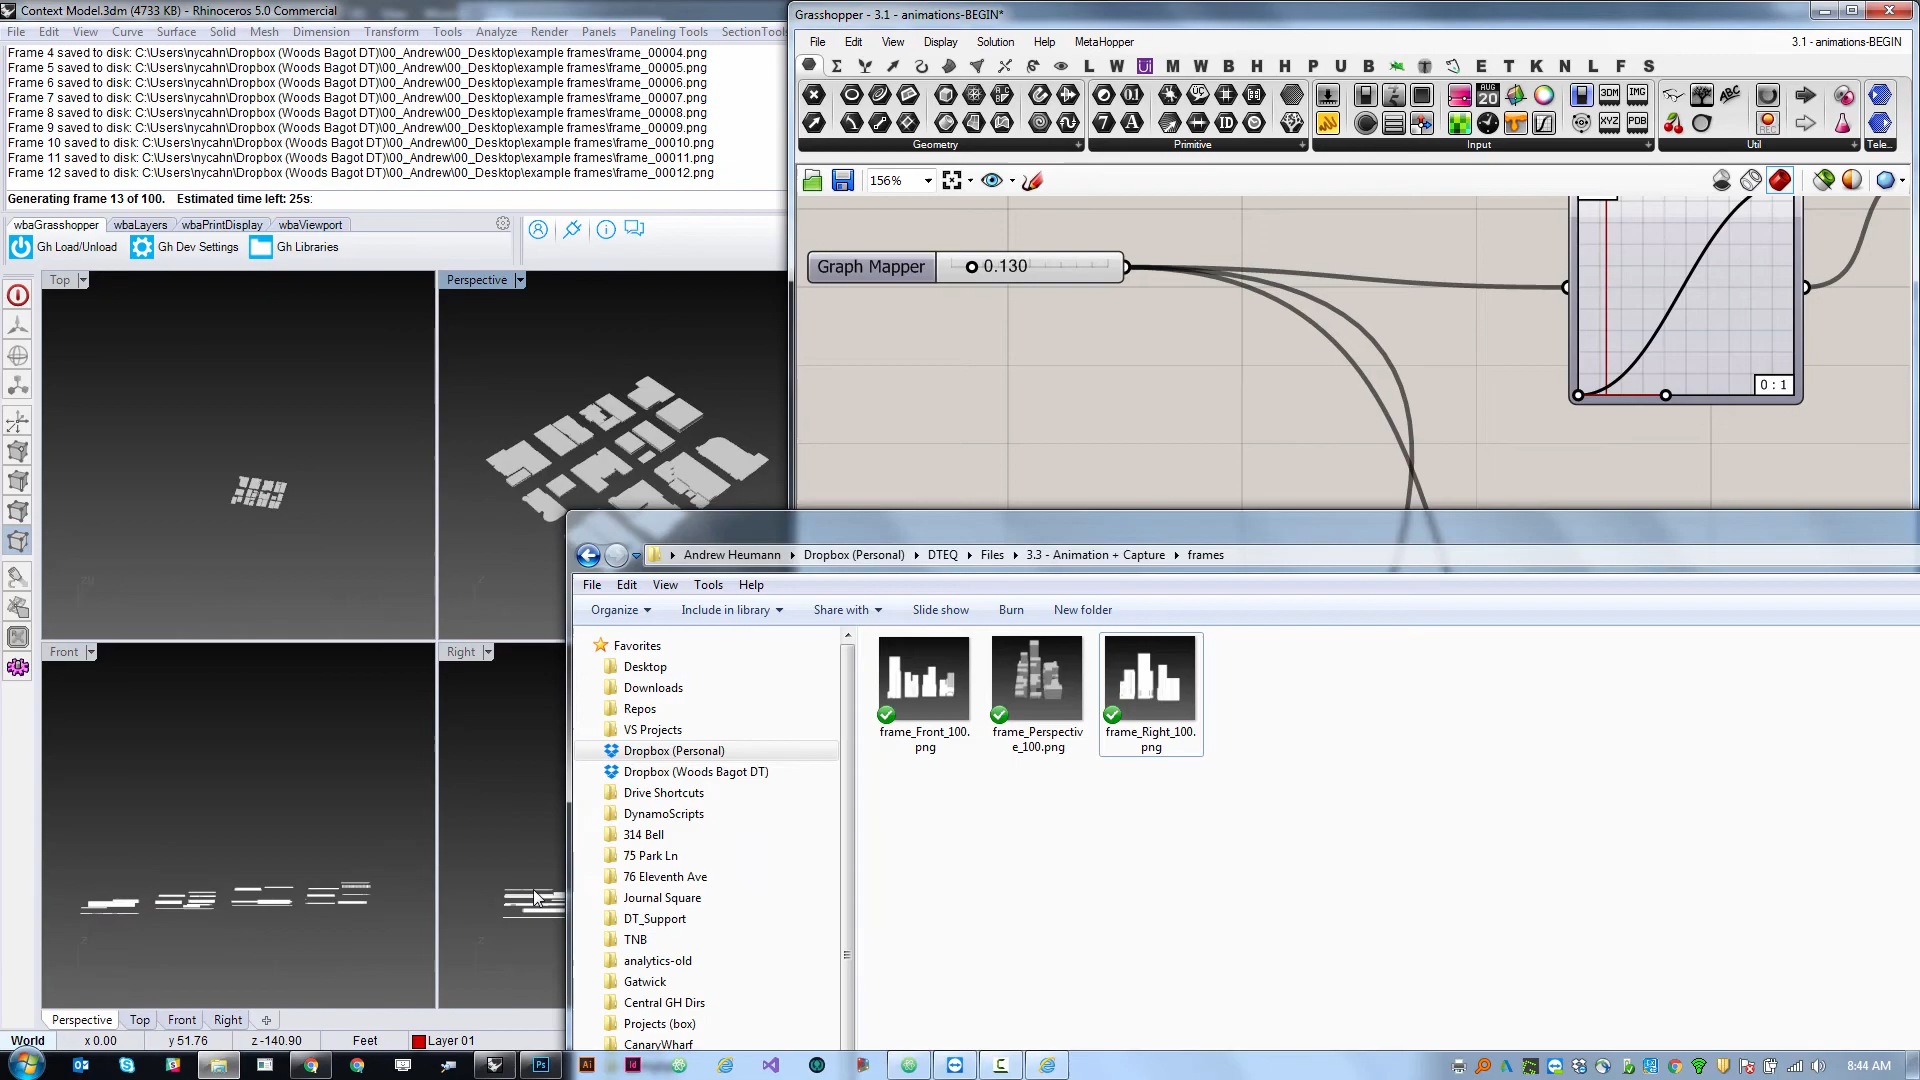 Context Model.3dm (4733 KB) - Rhinoceros 5.0 Commercial
File Edit View Curve Surface Solid Mesh Dimension Transform Tools Analyze Render Panels Paneling Tools SectionTools
Frame 4 saved to disk: C:\Users\nycahn\Dropbox (Woods Bagot DT)\00_Andrew\00_Desktop\example frames\frame_00004.png
Frame 5 saved to disk: C:\Users\nycahn\Dropbox (Woods Bagot DT)\00_Andrew\00_Desktop\example frames\frame_00005.png
Frame 6 saved to disk: C:\Users\nycahn\Dropbox (Woods Bagot DT)\00_Andrew\00_Desktop\example frames\frame_00006.png
Frame 7 saved to disk: C:\Users\nycahn\Dropbox (Woods Bagot DT)\00_Andrew\00_Desktop\example frames\frame_00007.png
Frame 8 saved to disk: C:\Users\nycahn\Dropbox (Woods Bagot DT)\00_Andrew\00_Desktop\example frames\frame_00008.png
Frame 9 saved to disk: C:\Users\nycahn\Dropbox (Woods Bagot DT)\00_Andrew\00_Desktop\example frames\frame_00009.png
Frame 10 saved to disk: C:\Users\nycahn\Dropbox (Woods Bagot DT)\00_Andrew\00_Desktop\example frames\frame_00010.png
Frame 11 saved to disk: C:\Users\nycahn\Dropbox (Woods Bagot DT)\00_Andrew\00_Desktop\example frames\frame_00011.png
Frame 12 saved to disk: C:\Users\nycahn\Dropbox (Woods Bagot DT)\00_Andrew\00_Desktop\example frames\frame_00012.png
Generating frame 13 of 100. Estimated time left: 25s:
wbaGrasshopper wbaLayers wbaPrintDisplay wbaViewport
Gh Load/Unload Gh Dev Settings Gh Libraries
Top
Perspective
Front
Right
Perspective Top Front Right
World x 0.00 y 51.76 z -140.90 Feet Layer 01
Grasshopper - 3.1 - animations-BEGIN*
File Edit View Display Solution Help MetaHopper 3.1 - animations-BEGIN
L W Ui M W B H H P U B E T K N L F S
Geometry Primitive Input Util Tele...
156%
Graph Mapper 0.130
0 : 1
Andrew Heumann Dropbox (Personal) DTEQ Files 3.3 - Animation + Capture frames
File Edit View Tools Help
Organize Include in library Share with Slide show Burn New folder
Favorites
Desktop
Downloads
Repos
VS Projects
Dropbox (Personal)
Dropbox (Woods Bagot DT)
Drive Shortcuts
DynamoScripts
314 Bell
75 Park Ln
76 Eleventh Ave
Journal Square
DT_Support
TNB
analytics-old
Gatwick
Central GH Dirs
Projects (box)
CanaryWharf
frame_Front_100.
png
frame_Perspectiv
e_100.png
frame_Right_100.
png
8:44 AM